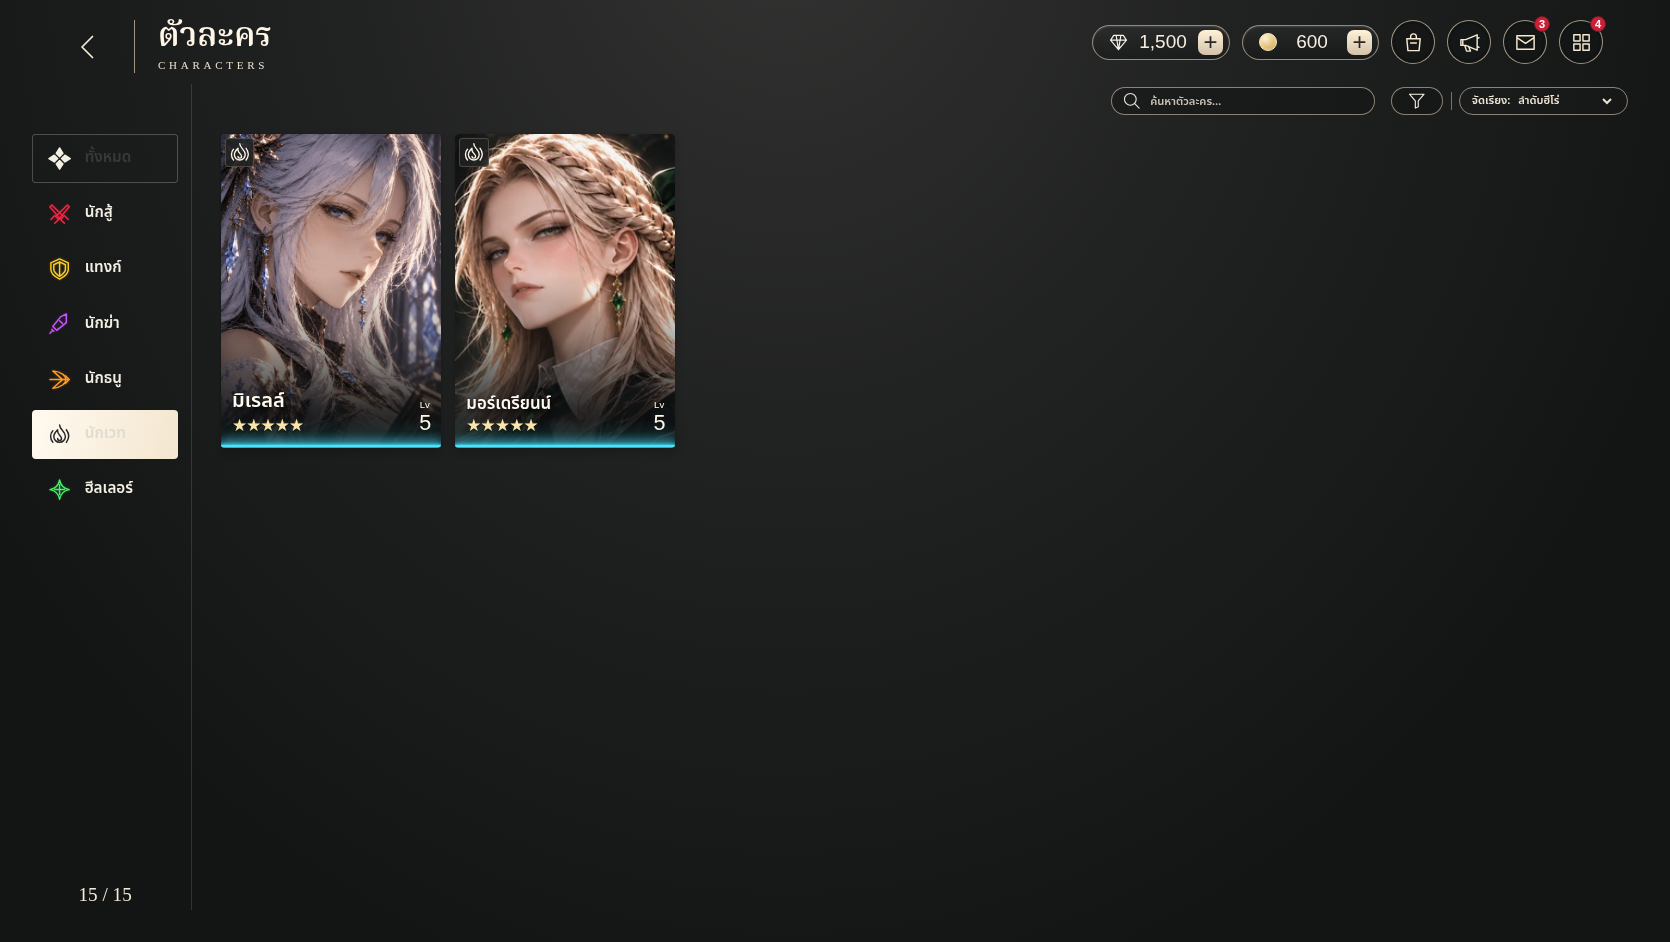 ตัวละคร
CHARACTERS
1,500
600
3
4
ค้นหาตัวละคร...
จัดเรียง: ลำดับฮีโร่
ทั้งหมด
นักสู้
แทงก์
นักฆ่า
นักธนู
นักเวท
ฮีลเลอร์
มิเรลล์
Lv
5
มอร์เดรียนน์
Lv
5
15 / 15